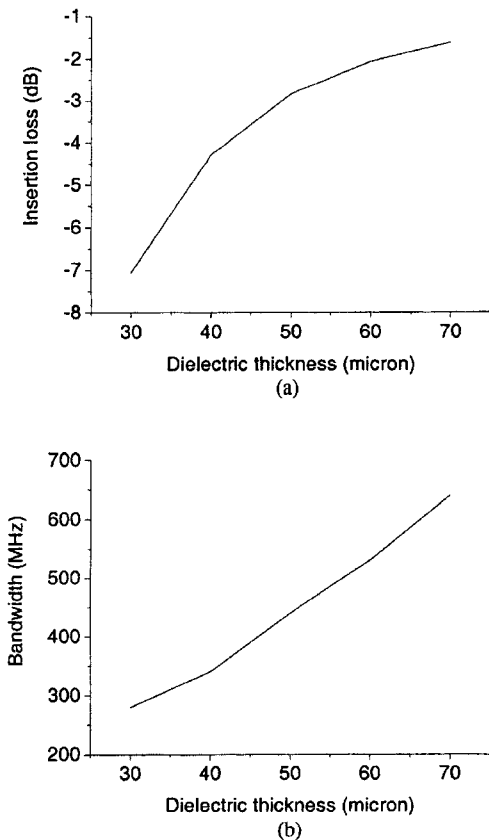 -1
-2
-3
-4
-5
-6
-7
-8
Insertion loss (dB)
30 40 50 60 70
Dielectric thickness (micron)
(a)
700
600
500
400
300
200
Bandwidth (MHz)
30 40 50 60 70
Dielectric thickness (micron)
(b)